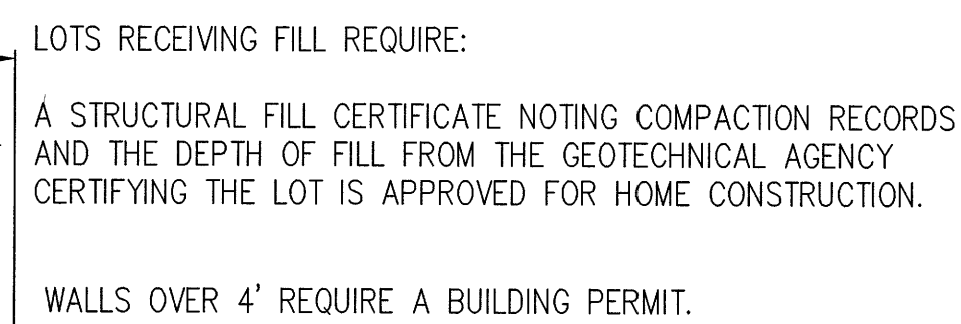 LOTS RECEIVING FILL REQUIRE:
A STRUCTURAL FILL CERTIFICATE NOTING COMPACTION RECORDS
AND THE DEPTH OF FILL FROM THE GEOTECHNICAL AGENCY
CERTIFYING THE LOT IS APPROVED FOR HOME CONSTRUCTION.
WALLS OVER 4' REQUIRE A BUILDING PERMIT.